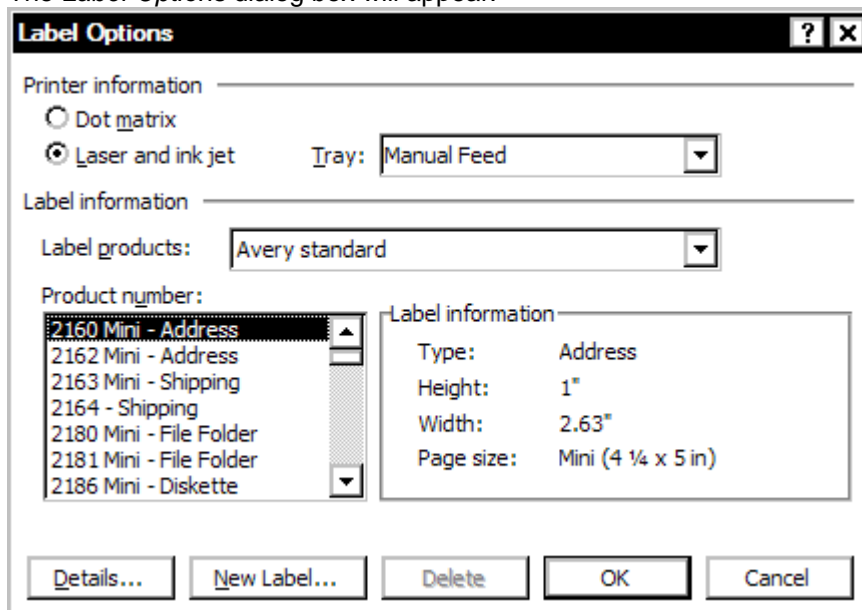 The Label Options dialog box will appear.
Label Options
Printer information
Dot matrix
Laser and ink jet Tray: Manual Feed
Label information
Label products: Avery standard
Product number:
2160 Mini - Address
2162 Mini - Address
2163 Mini - Shipping
2164 - Shipping
2180 Mini - File Folder
2181 Mini - File Folder
2186 Mini - Diskette
Label information
Type: Address
Height: 1"
Width: 2.63"
Page size: Mini (4 ¼ x 5 in)
Details... New Label... Delete OK Cancel